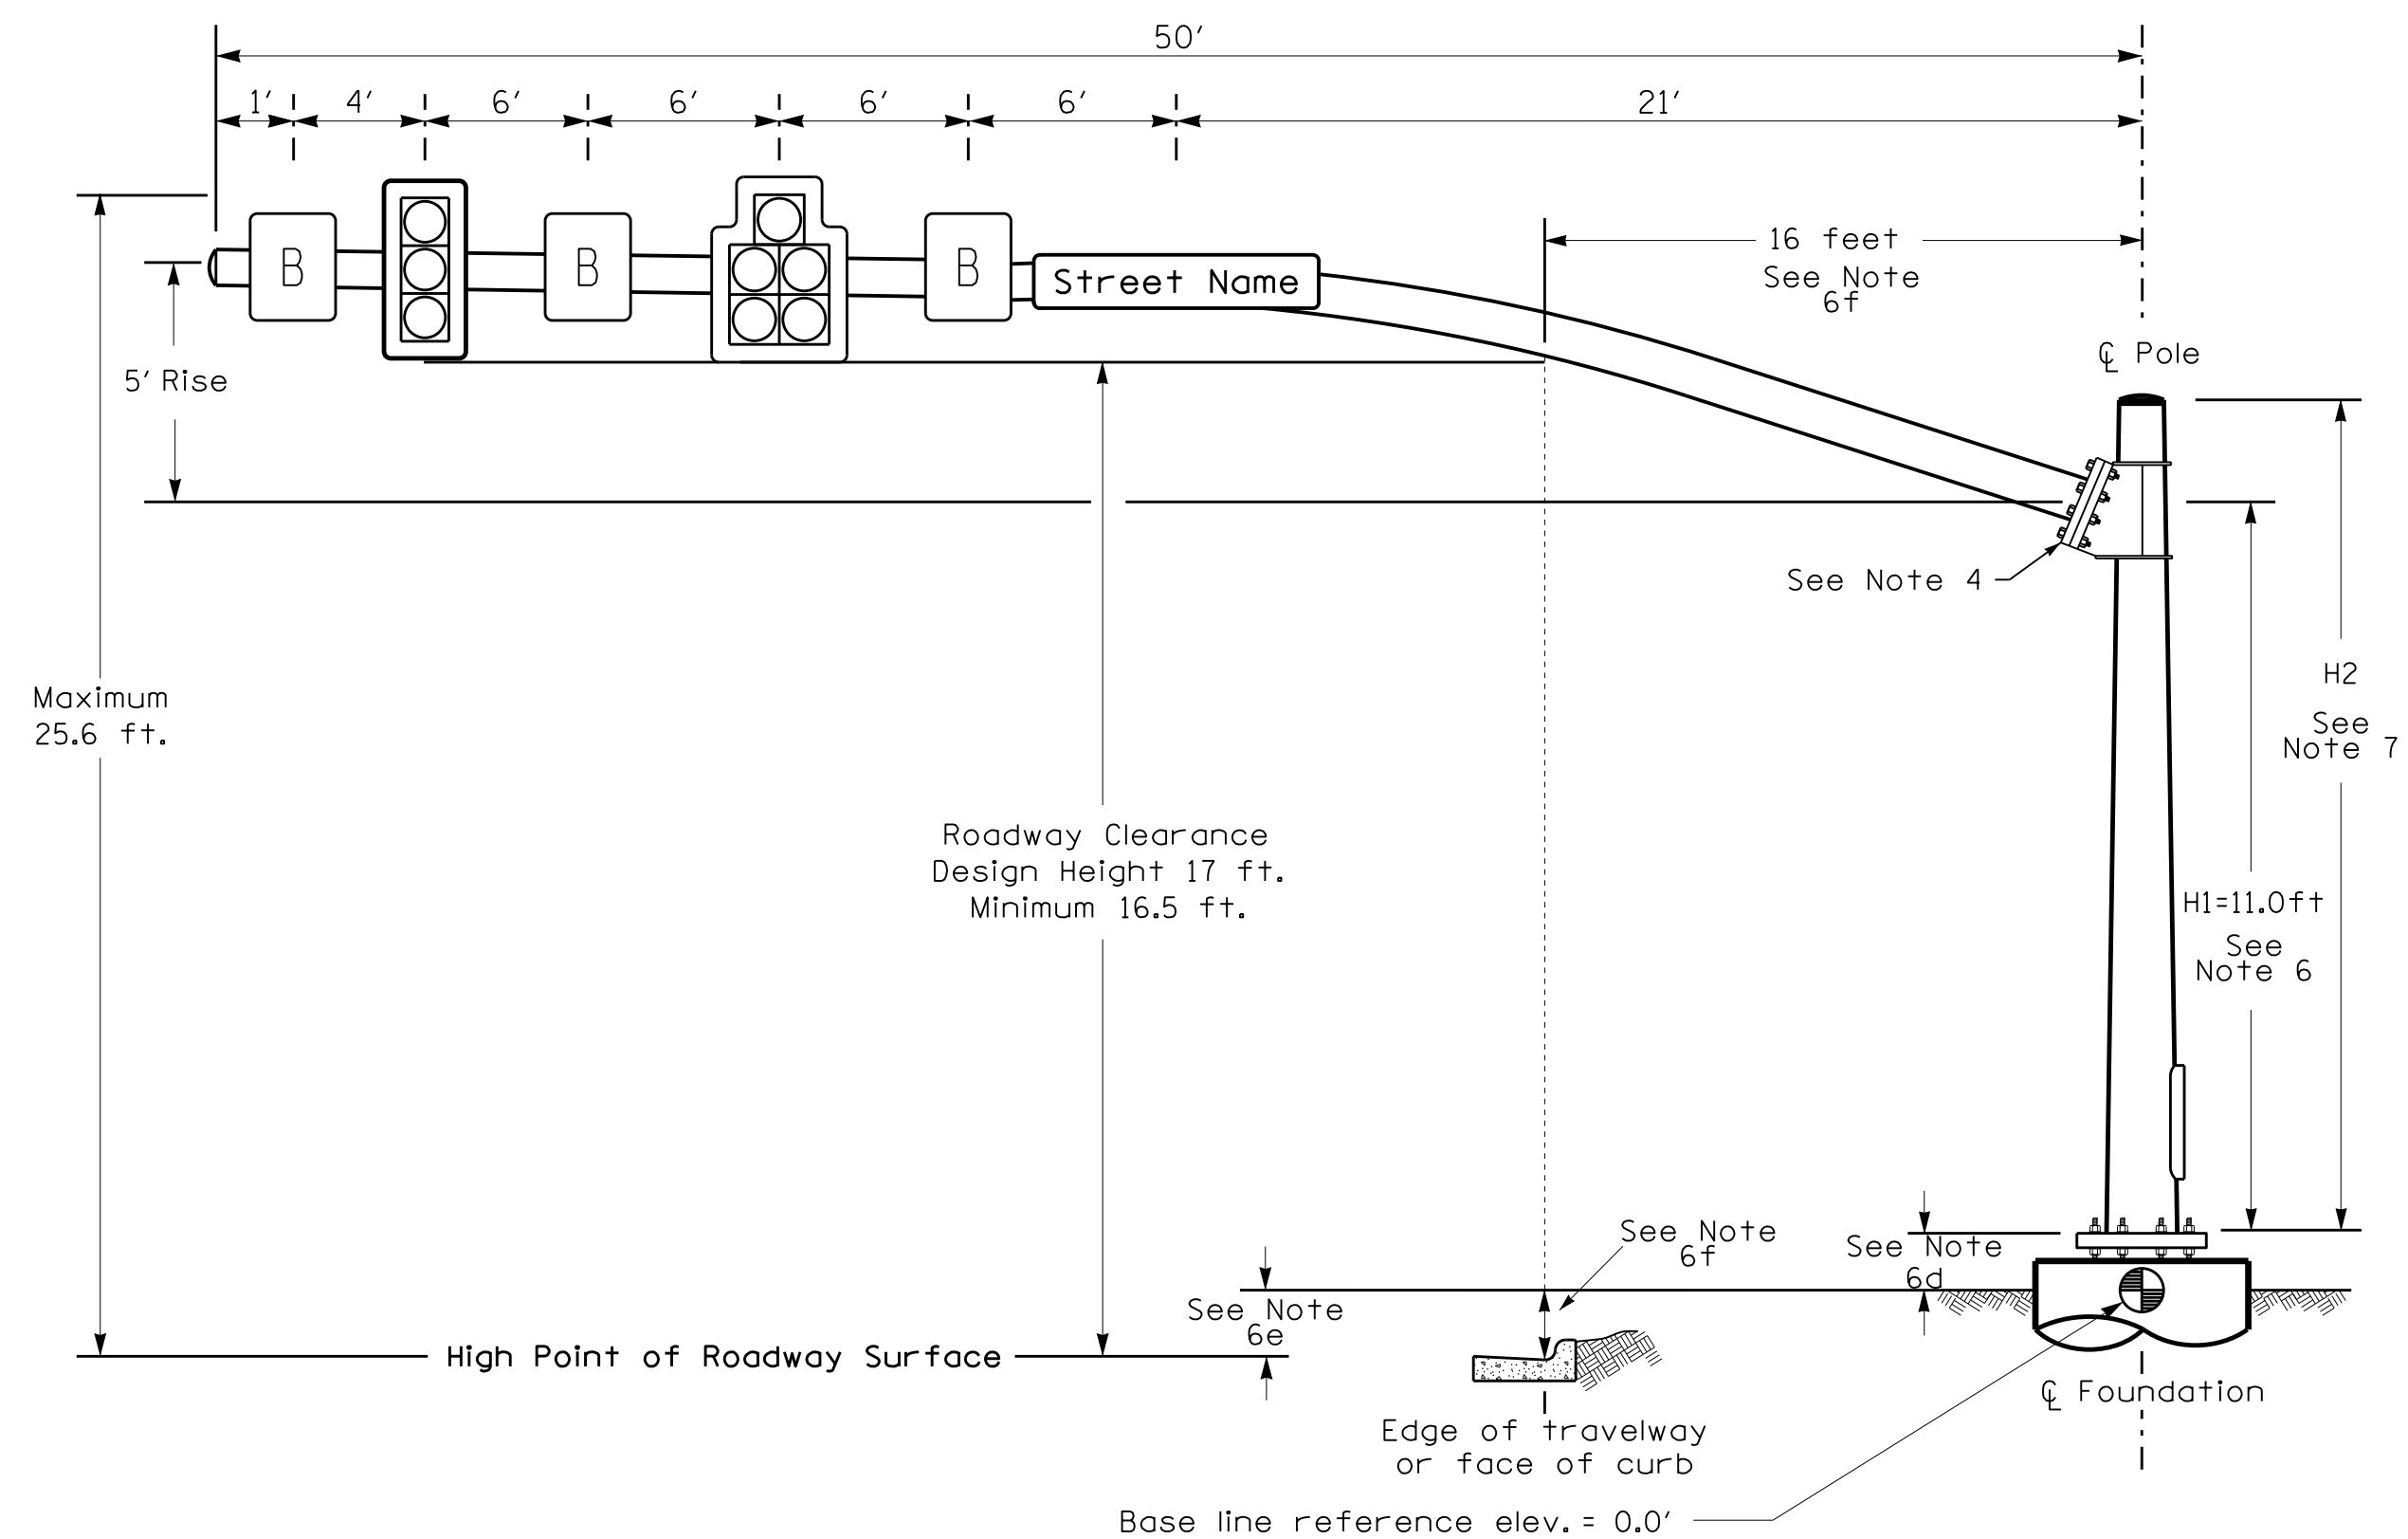 50'
1' 4' 6' 6' 6' 6' 21'
B B B
Street Name
16 feet
See Note
6f
℄ Pole
5' Rise
See Note 4
H2
See
Note 7
Maximum
25.6 ft.
Roadway Clearance
Design Height 17 ft.
Minimum 16.5 ft.
H1=11.0ft
See
Note 6
See Note
6f
See Note
6d
See Note
6e
High Point of Roadway Surface
℄ Foundation
Edge of travelway
or face of curb
Base line reference elev. = 0.0'